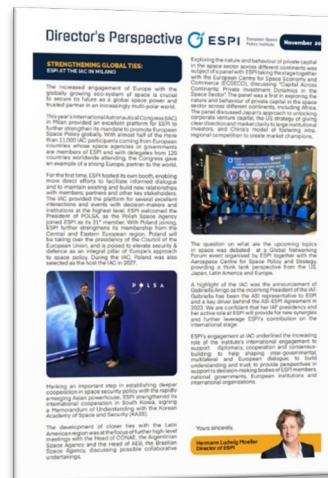 Director's Perspective
ESPI
European Space
Policy Institute
November 20
STRENGTHENING GLOBAL TIES:
ESPI AT THE IAC IN MILANO
The increased engagement of Europe with the
globally growing eco-system of space is crucial
to secure its future as a global space power and
trusted partner in an increasingly multi-polar world.
This year's International Astronautical Congress (IAC)
in Milan provided an excellent platform for ESPI to
further strengthen its mandate to promote European
Space Policy globally. With almost half of the more
than 11,000 IAC participants coming from European
countries whose space agencies or governments
are members of ESPI and with delegates from 120
countries worldwide attending, the Congress gave
an example of a strong Europe, partner to the world.
For the first time, ESPI hosted its own booth, enabling
more direct efforts to facilitate informed dialogue
and to maintain existing and build new relationships
with members, partners and other key stakeholders.
The IAC provided the platform for several excellent
interactions and events with decision-makers and
institutions at the highest level. ESPI welcomed the
President of POLSA, as the Polish Space Agency
joined ESPI as its 21st member. With Poland joining,
ESPI further strengthens its membership from the
Central and Eastern European region. Poland will
be taking over the presidency of the Council of the
European Union, and is poised to elevate security &
defence as an integral pillar of Europe's approach
to space policy. During the IAC, Poland was also
selected as the host the IAC in 2027.
POLSA
Marking an important step in establishing deeper
cooperation in space security policy with the rapidly
emerging Asian powerhouse, ESPI strengthened its
international cooperation in South Korea, signing
a Memorandum of Understanding with the Korean
Academy of Space and Security (KASS).
The development of closer ties with the Latin
American region was at the focus of further high-level
meetings with the Head of CONAE, the Argentinian
Space Agency and the Head of AEB, the Brazilian
Space Agency, discussing possible collaborative
undertakings.
Exploring the nature and behaviour of private capital
in the space sector across different continents was
subject of a panel with ESPI taking the stage together
with the European Centre for Space Economy and
Commerce (ECSECO), discussing "Capital Across
Continents: Private Investment Dynamics in the
Space Sector". The panel was a first in exploring the
nature and behaviour of private capital in the space
sector across different continents, including Africa.
The panel discussed Japan's approach to unlocking
corporate venture capital, the US strategy of giving
clear direction and market clarity to large institutional
investors, and China's model of fostering intra-
regional competition to create market champions.
The question on what are the upcoming topics
in space was debated at a Global Networking
Forum event organised by ESPI together with the
Aerospace Centre for Space Policy and Strategy,
providing a think tank perspective from the US,
Japan, Latin America and Europe.
A highlight of the IAC was the announcement of
Gabriella Arrigo as the incoming President of the IAF.
Gabriella has been the ASI representative to ESPI
and a key driver behind the ASI-ESPI Agreement in
2023. We are confident that her IAF presidency and
her active role at ESPI will provide for new synergies
and further leverage ESPI's contribution on the
international stage.
ESPI's engagement at IAC underlined the increasing
role of the institute's international engagement to
support diplomacy, cooperation and consensus-
building to help shaping inter-governmental,
multilateral and European dialogue, to build
understanding and trust, to provide perspectives in
support to decision-making bodies of ESPI members,
national governments, European institutions and
international organisations.
Yours sincerely,
Hermann Ludwig Moeller
Director of ESPI